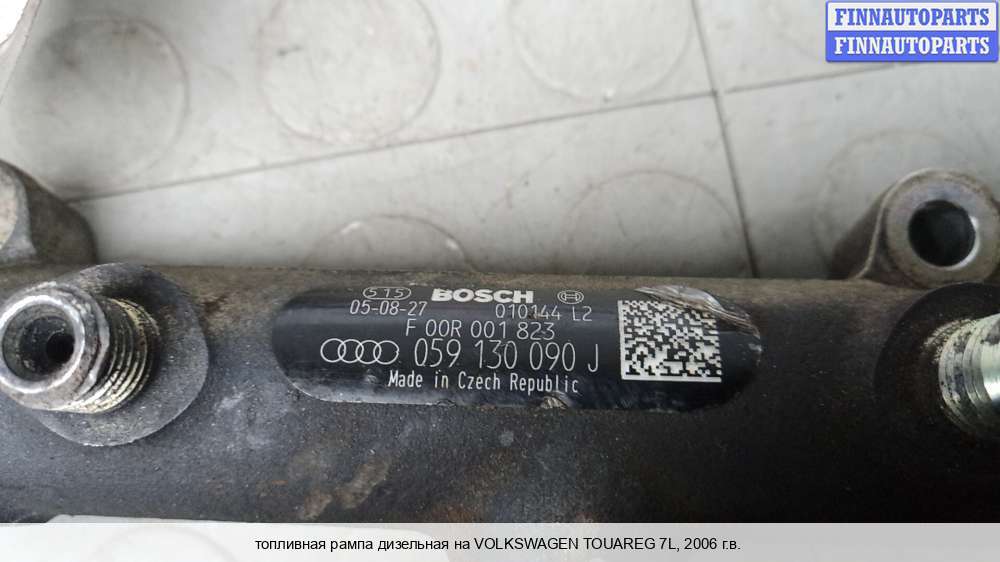 FINNAUTOPARTS
FINNAUTOPARTS
515 BOSCH
05-08-27 010144 L2
F 00R 001 823
059 130 090 J
Made in Czech Republic
топливная рампа дизельная на VOLKSWAGEN TOUAREG 7L, 2006 г.в.